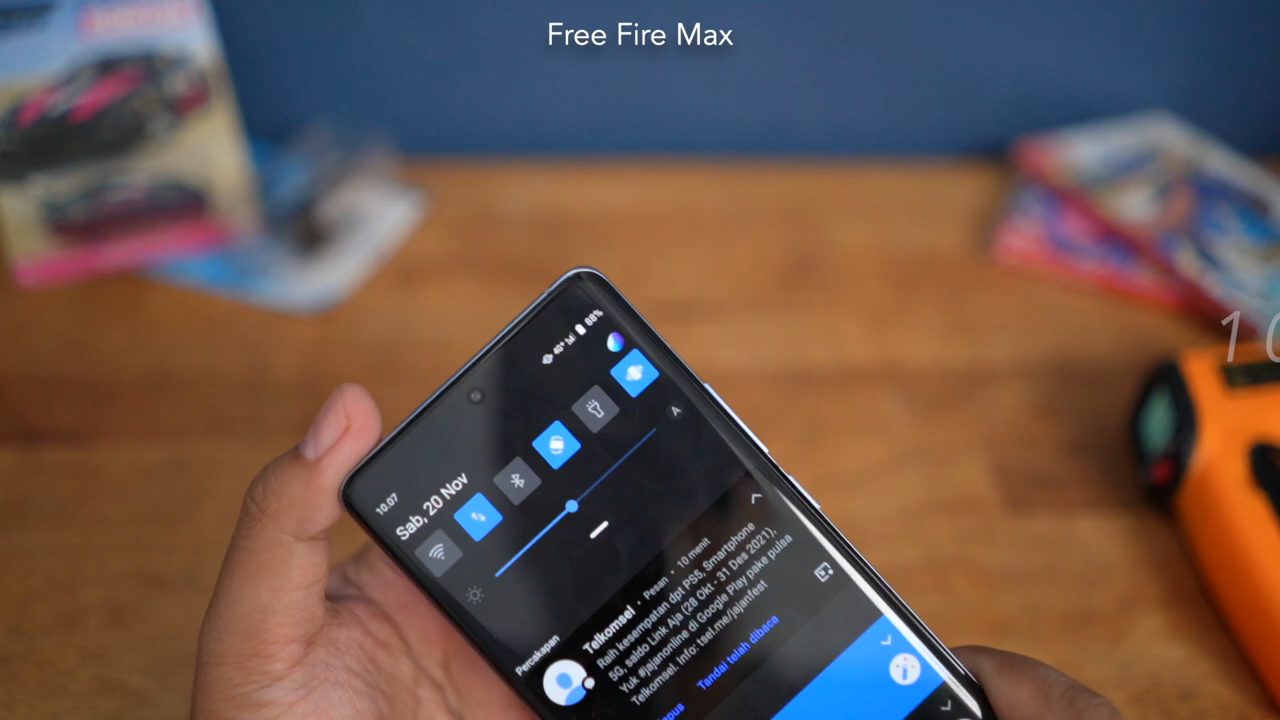 Free Fire Max
10
88%
10.07
Sab, 20 Nov
A
Percakapan
Telkomsel • Pesan • 10 menit
Raih kesempatan dpt PS5, Smartphone
5G, saldo Link Aja (28 Okt - 31 Des 2021),
Yuk #jajanonline di Google Play pake pulsa
Telkomsel. Info: tsel.me/jajanfest
Tandai telah dibaca